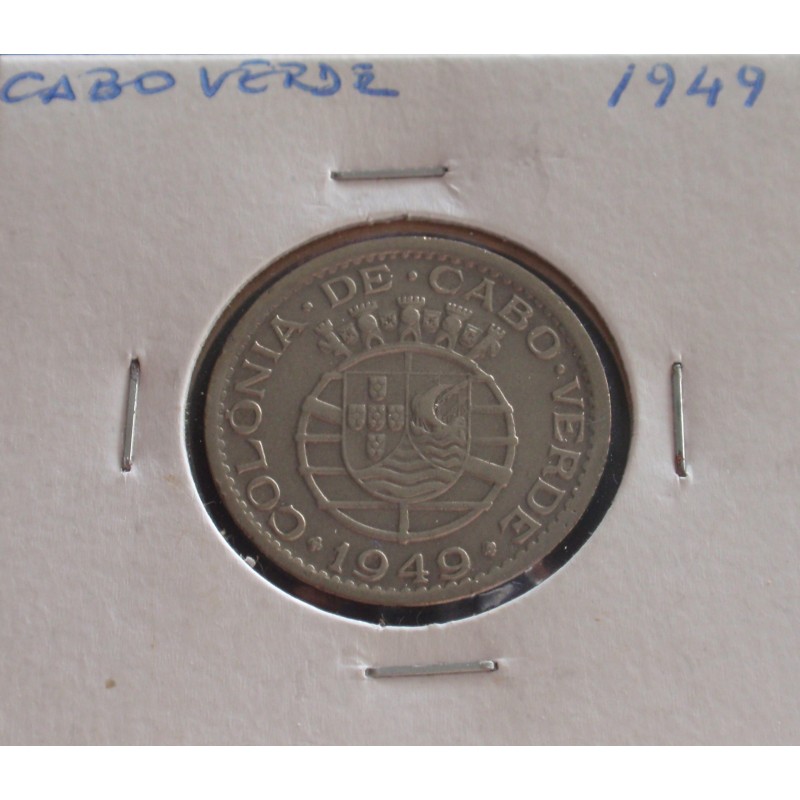 CABO VERDE 1949
COLÓNIA · DE · CABO · VERDE
1949